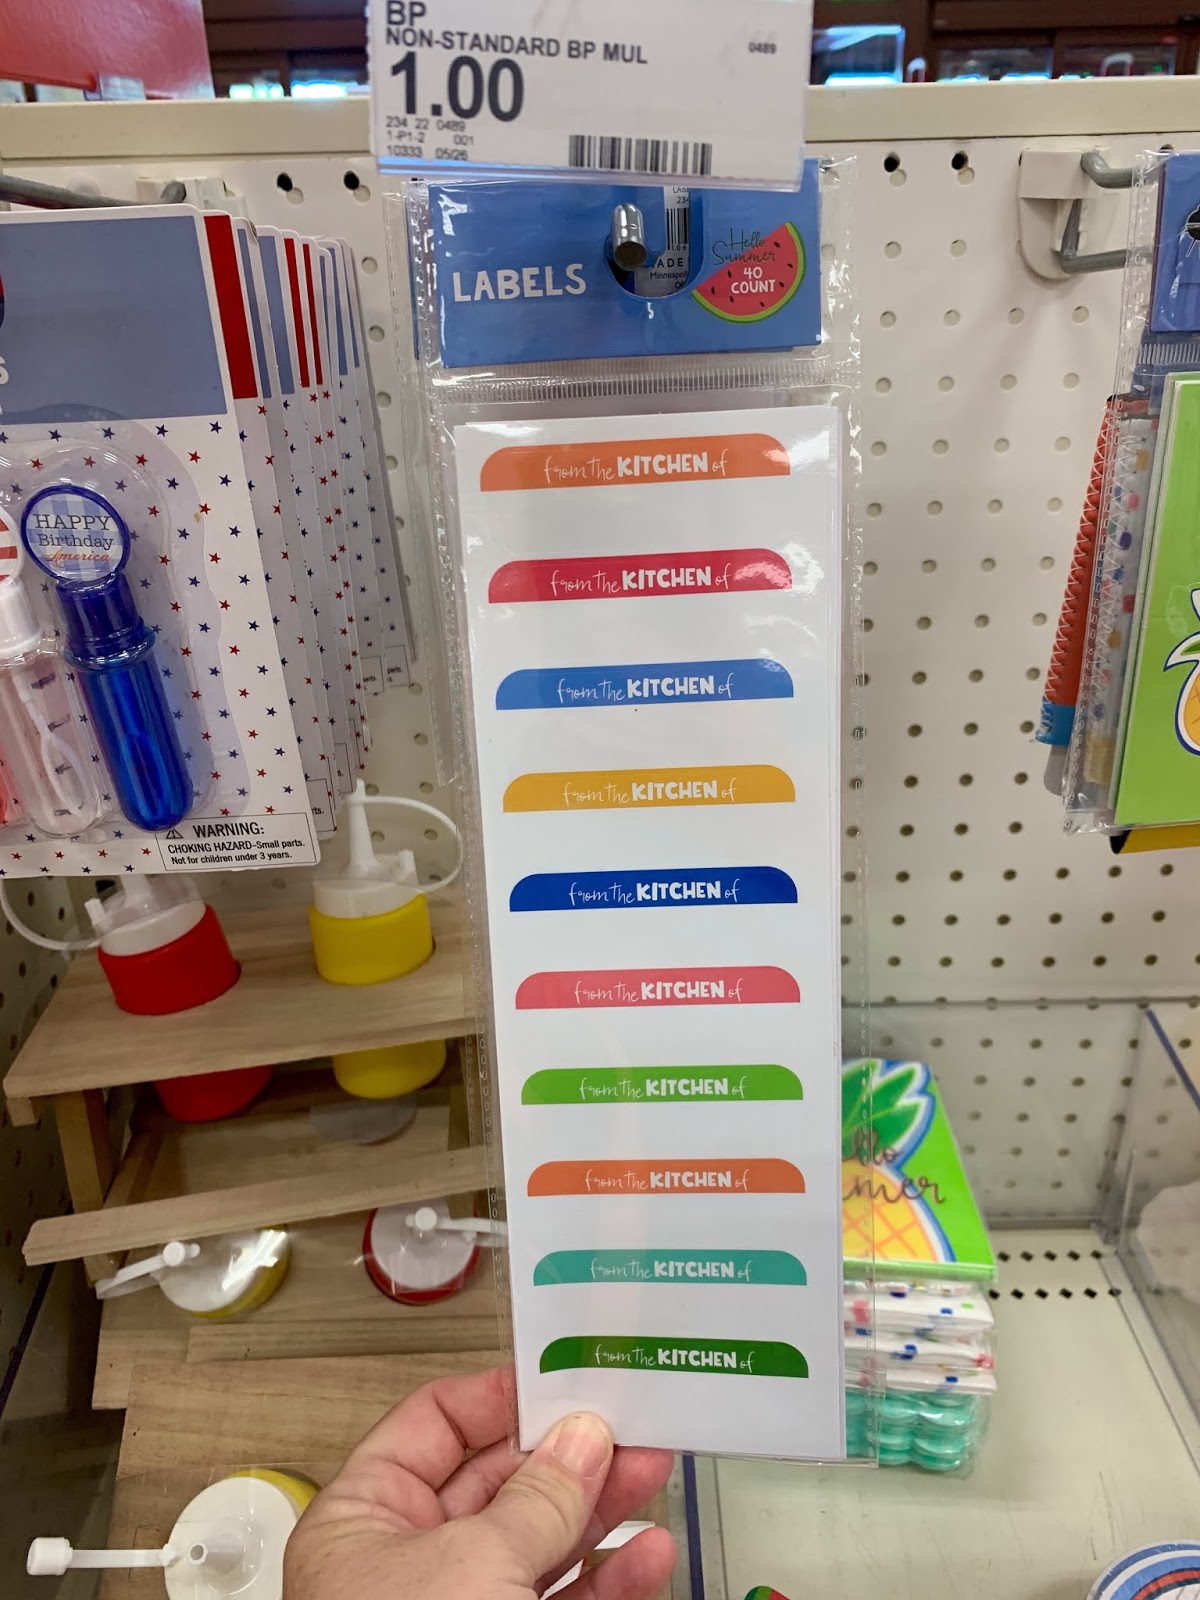 BP
NON-STANDARD BP MUL
0489
1.00
234 22 0489
1-P1-2 001
10333 05/26
LABELS
Hello
Summer
40
COUNT
Minneapol
from the KITCHEN of
from the KITCHEN of
from the KITCHEN of
from the KITCHEN of
from the KITCHEN of
from the KITCHEN of
from the KITCHEN of
from the KITCHEN of
from the KITCHEN of
from the KITCHEN of
S
HAPPY
Birthday
America
WARNING:
CHOKING HAZARD-Small parts.
Not for children under 3 years.
parts.
rts.